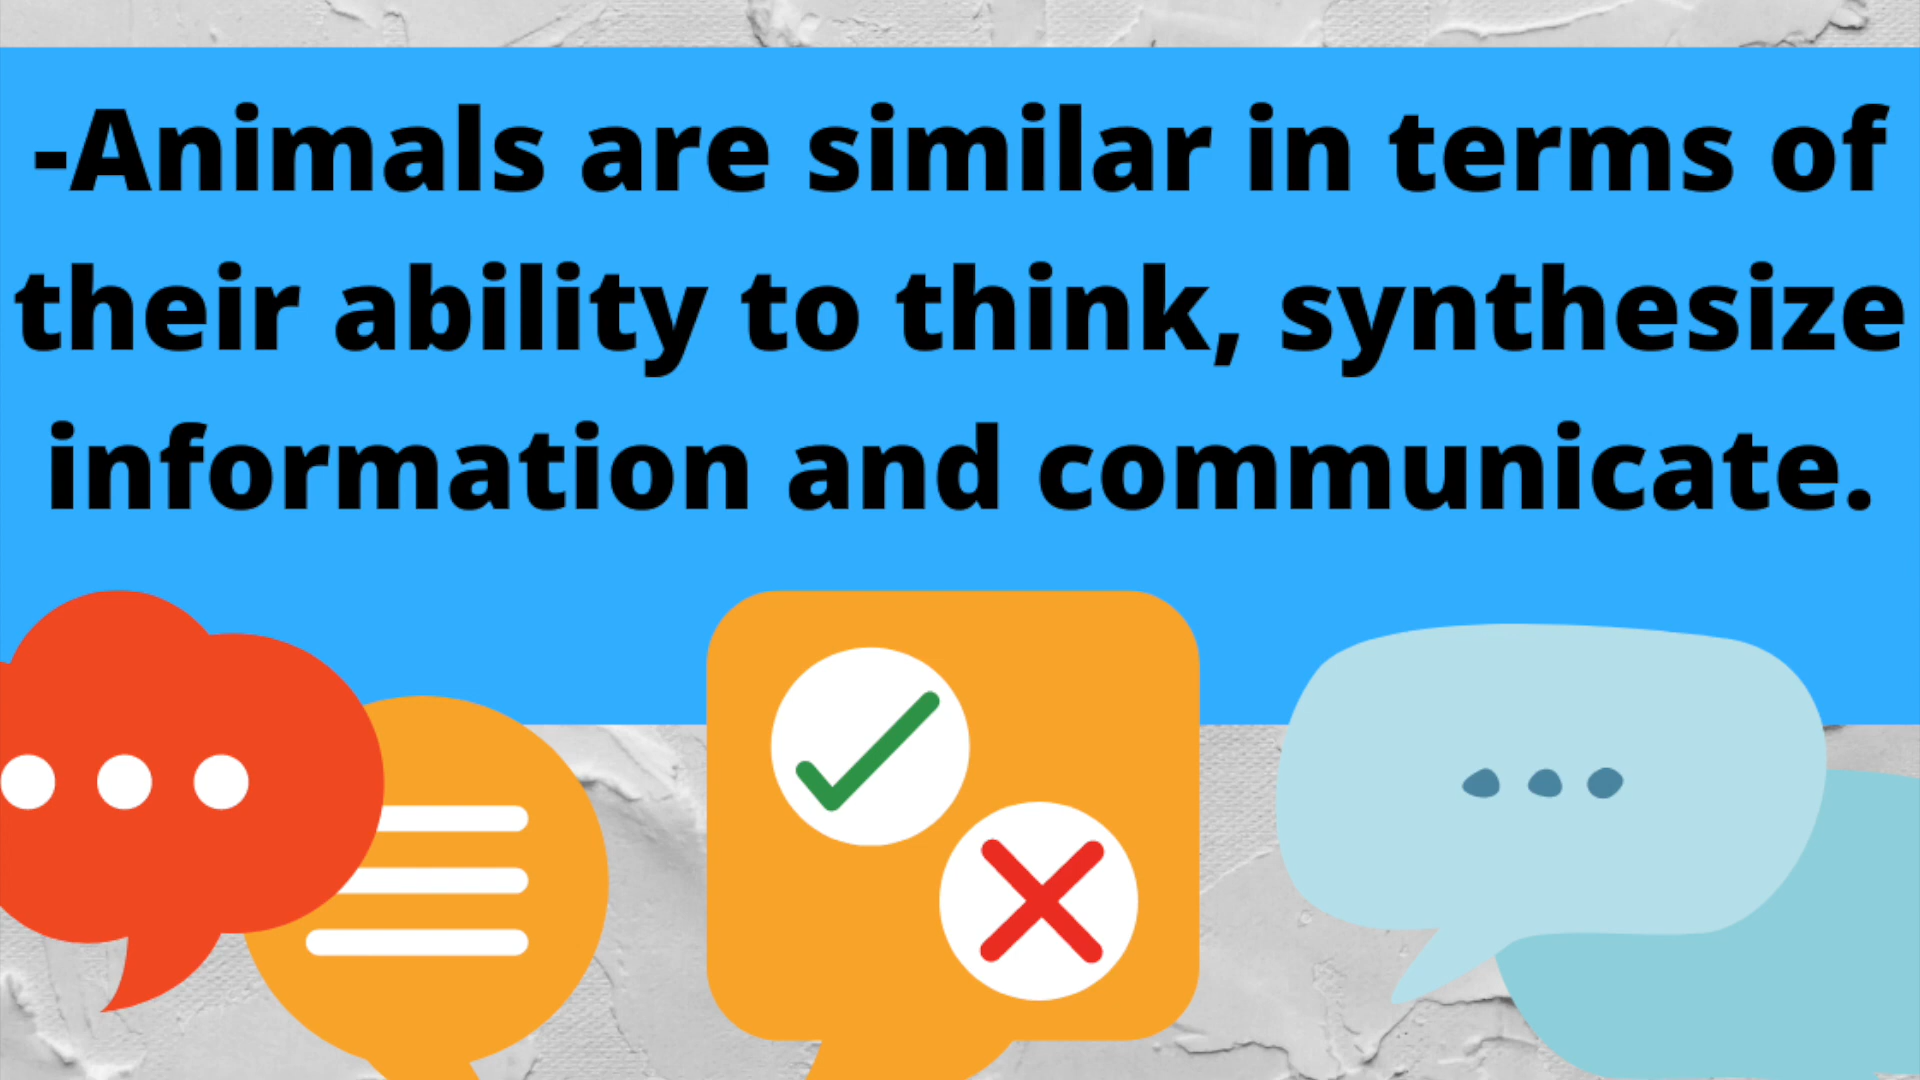 -Animals are similar in terms of
their ability to think, synthesize
information and communicate.